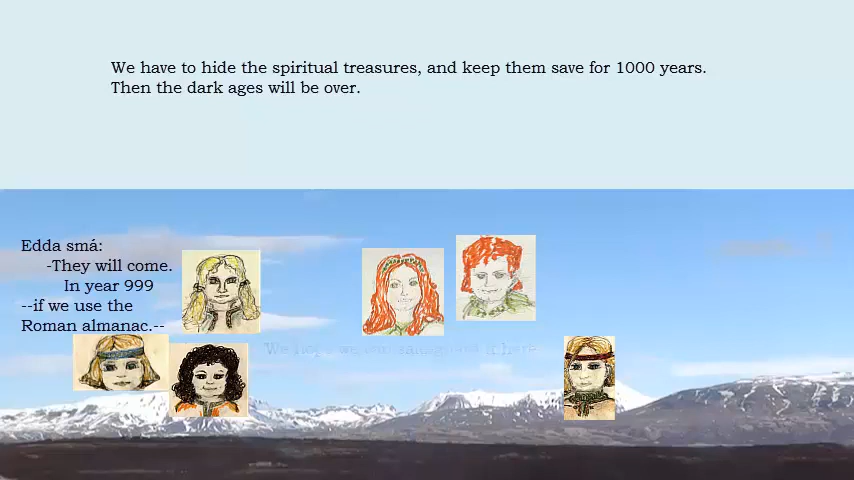 We have to hide the spiritual treasures, and keep them save for 1000 years.
Then the dark ages will be over.
Edda smá:
-They will come.
In year 999
--if we use the
Roman almanac.--